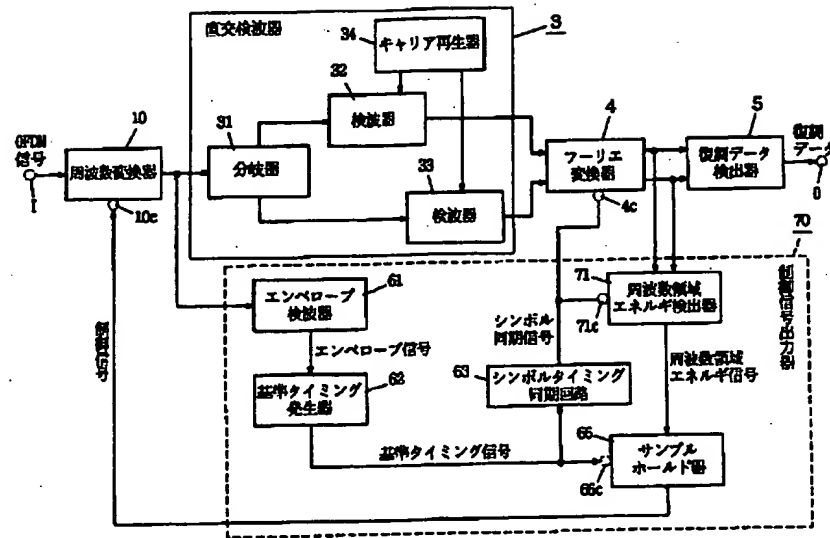 直交検波器
3
34
キャリア再生器
32
検波器
OFDM
信号
I
10
周波数変換器
10c
31
分岐器
33
検波器
4
フーリエ
変換器
4c
5
復調データ
検出器
復調
データ
O
70
制御信号出力部
制御信号
61
エンベロープ
検波器
エンベロープ信号
62
基準タイミング
発生器
シンボル
同期信号
71
周波数領域
エネルギ検出器
71c
63
シンボルタイミング
同期回路
周波数領域
エネルギ信号
基準タイミング信号
66
サンプル
ホールド器
66c